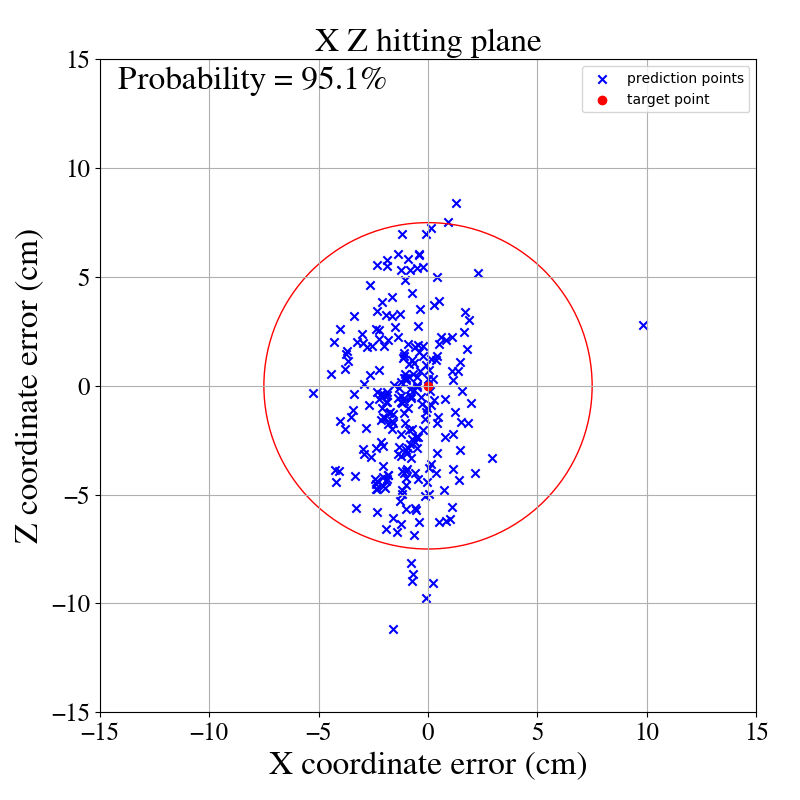 X Z hitting plane
Probability = 95.1%
prediction points
target point
15
10
5
0
−5
−10
−15
Z coordinate error (cm)
−15 −10 −5 0 5 10 15
X coordinate error (cm)